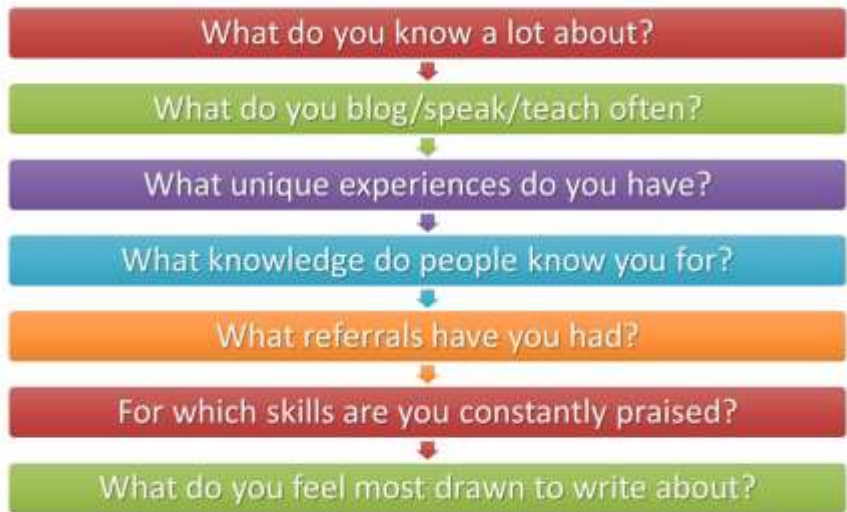 What do you know a lot about?
What do you blog/speak/teach often?
What unique experiences do you have?
What knowledge do people know you for?
What referrals have you had?
For which skills are you constantly praised?
What do you feel most drawn to write about?